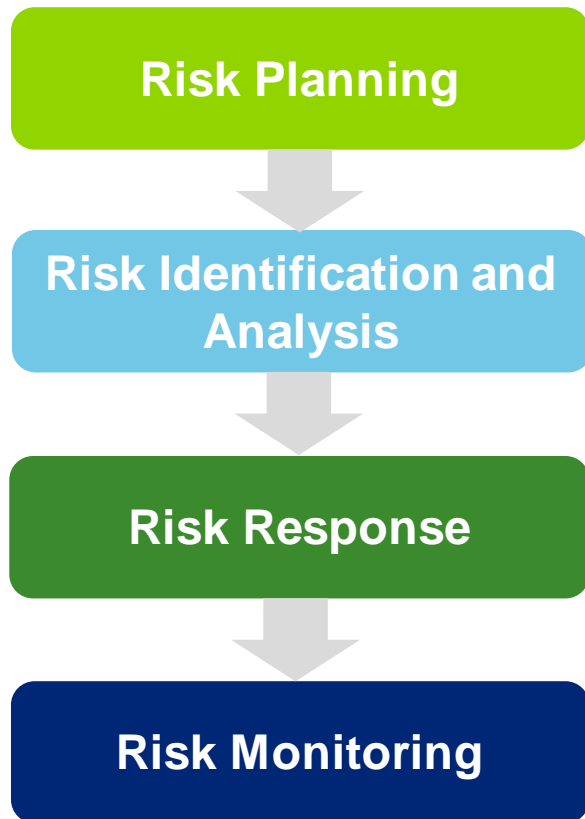 Risk Planning
Risk Identification and
Analysis
Risk Response
Risk Monitoring